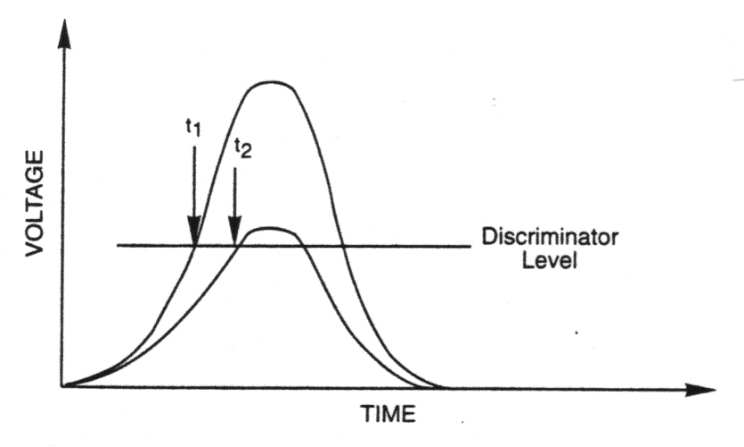 t1
t2
VOLTAGE
Discriminator
Level
TIME